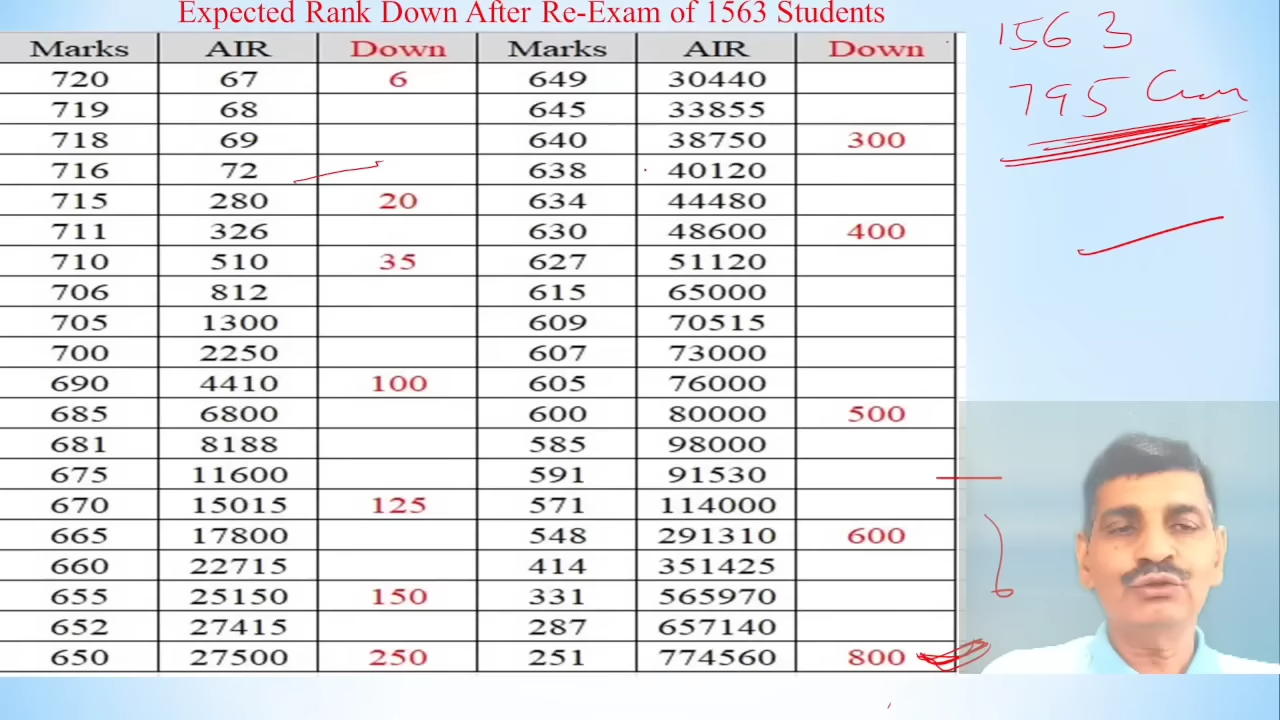 Expected Rank Down After Re-Exam of 1563 Students
Marks AIR Down Marks AIR Down
720 67 6 649 30440
719 68 645 33855
718 69 640 38750 300
716 72 638 40120
715 280 20 634 44480
711 326 630 48600 400
710 510 35 627 51120
706 812 615 65000
705 1300 609 70515
700 2250 607 73000
690 4410 100 605 76000
685 6800 600 80000 500
681 8188 585 98000
675 11600 591 91530
670 15015 125 571 114000
665 17800 548 291310 600
660 22715 414 351425
655 25150 150 331 565970
652 27415 287 657140
650 27500 250 251 774560 800
1563
795